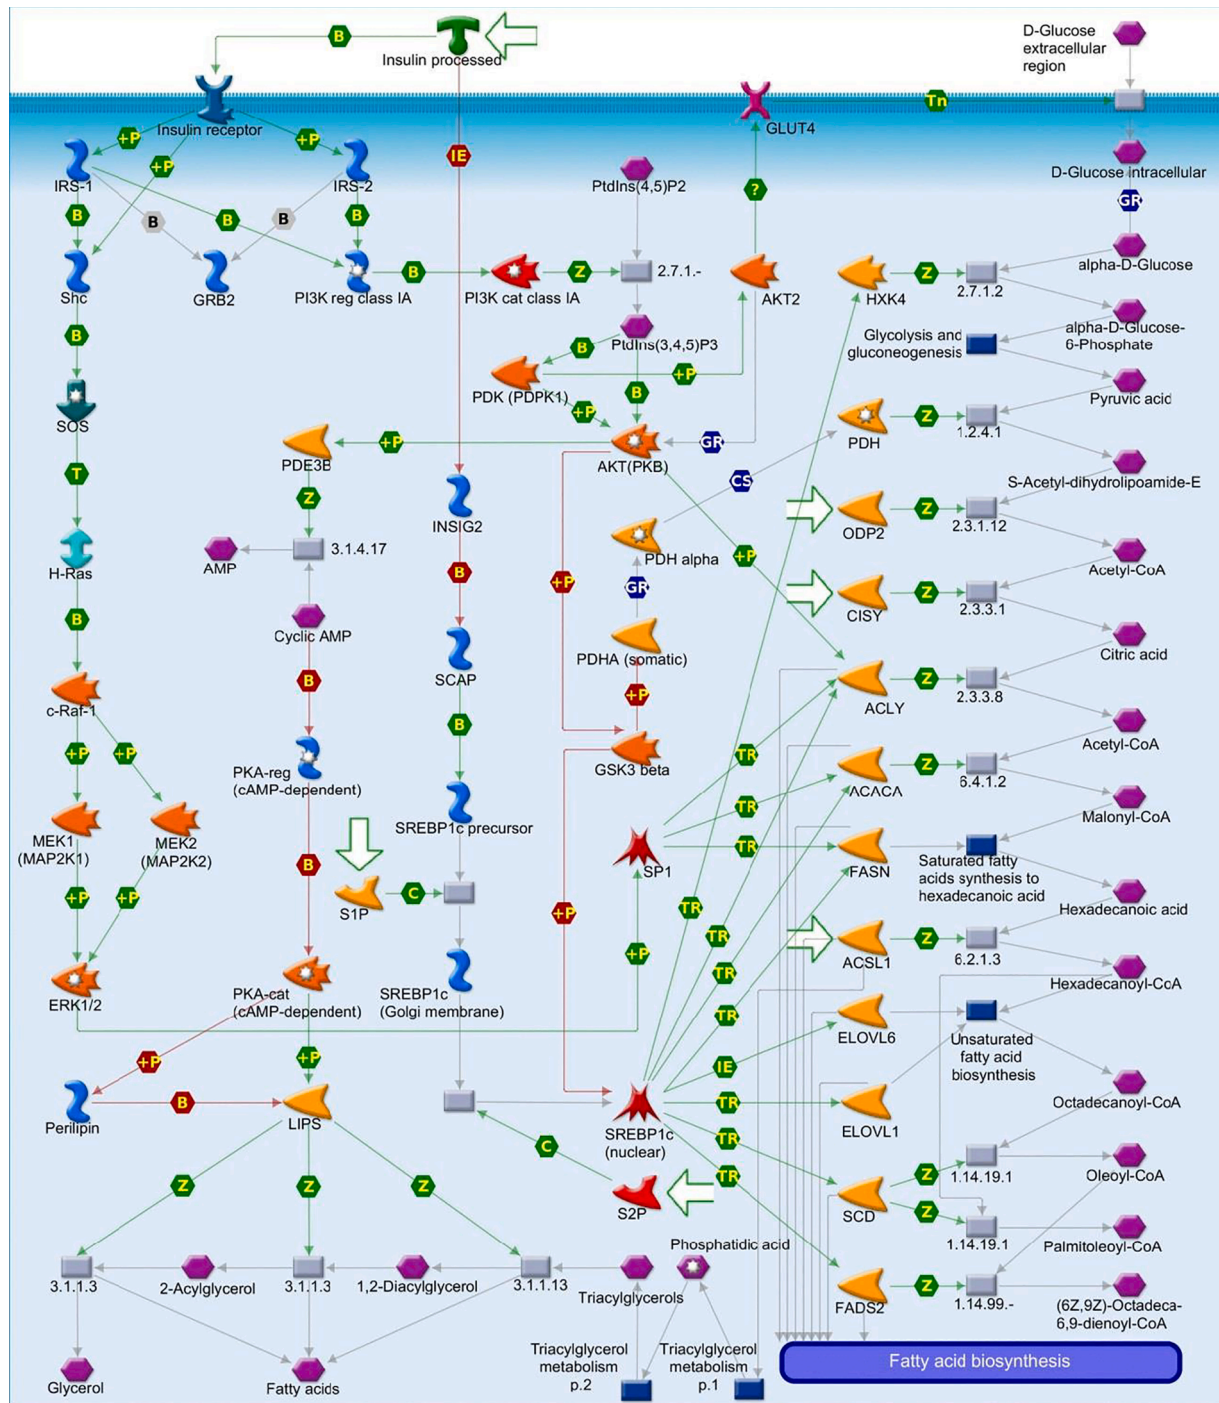 B
Insulin processed
D-Glucose
extracellular
region
Insulin receptor
GLUT4
Tn
+P
+P
+P
IE
IRS-1
IRS-2
PtdIns(4,5)P2
?
D-Glucose intracellular
GR
B
B
B
B
B
Shc
GRB2
PI3K reg class IA
B
PI3K cat class IA
Z
2.7.1.-
AKT2
HXK4
Z
2.7.1.2
alpha-D-Glucose
B
B
PtdIns(3,4,5)P3
Glycolysis and
gluconeogenesis
alpha-D-Glucose-
6-Phosphate
PDK (PDPK1)
+P
+P
B
Pyruvic acid
SOS
PDE3B
+P
AKT(PKB)
GR
PDH
Z
1.2.4.1
T
Z
INSIG2
CS
S-Acetyl-dihydrolipoamide-E
ODP2
Z
2.3.1.12
H-Ras
AMP
3.1.4.17
PDH alpha
+P
Acetyl-CoA
B
+P
GR
CISY
Z
2.3.3.1
B
Cyclic AMP
SCAP
PDHA (somatic)
Citric acid
c-Raf-1
B
B
+P
ACLY
Z
2.3.3.8
+P
+P
PKA-reg
(cAMP-dependent)
GSK3 beta
TR
Acetyl-CoA
ACACA
Z
6.4.1.2
MEK1
(MAP2K1)
MEK2
(MAP2K2)
SREBP1c precursor
TR
Malonyl-CoA
B
SP1
TR
FASN
Saturated fatty
acids synthesis to
hexadecanoic acid
+P
+P
S1P
C
+P
TR
Hexadecanoic acid
TR
ACSL1
Z
6.2.1.3
ERK1/2
PKA-cat
(cAMP-dependent)
SREBP1c
(Golgi membrane)
+P
TR
Hexadecanoyl-CoA
TR
ELOVL6
Unsaturated
fatty acid
biosynthesis
+P
+P
IE
Perilipin
B
LIPS
SREBP1c
(nuclear)
TR
ELOVL1
Octadecanoyl-CoA
C
TR
Z
Z
Z
S2P
TR
SCD
Z
1.14.19.1
Oleoyl-CoA
Z
1.14.19.1
Palmitoleoyl-CoA
Phosphatidic acid
3.1.1.3
2-Acylglycerol
3.1.1.3
1,2-Diacylglycerol
3.1.1.13
Triacylglycerols
FADS2
Z
1.14.99.-
(6Z,9Z)-Octadeca-
6,9-dienoyl-CoA
Triacylglycerol
metabolism
p.2
Triacylglycerol
metabolism
p.1
Fatty acid biosynthesis
Glycerol
Fatty acids